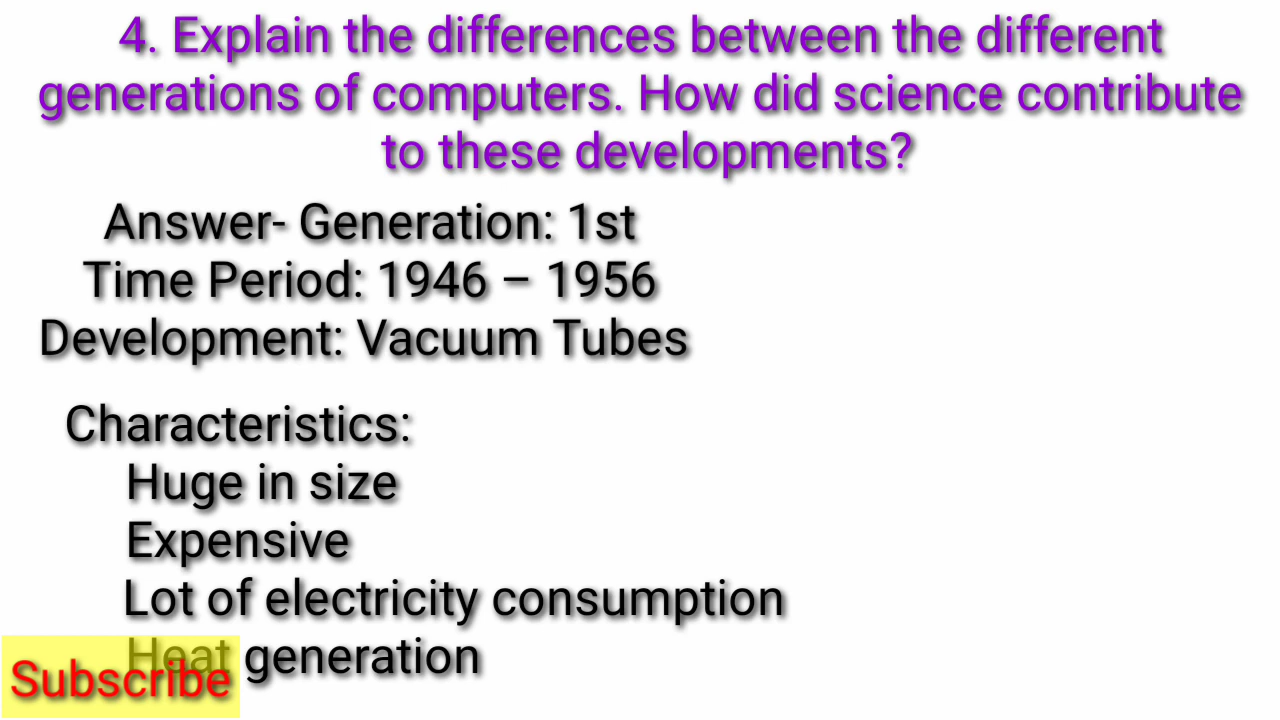 4. Explain the differences between the different
generations of computers. How did science contribute
to these developments?
Answer- Generation: 1st
Time Period: 1946 – 1956
Development: Vacuum Tubes
Characteristics:
Huge in size
Expensive
Lot of electricity consumption
Heat generation
Subscribe